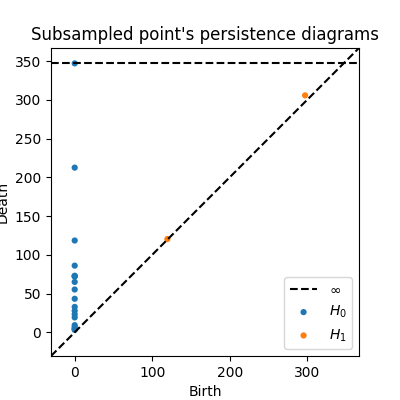 Subsampled point's persistence diagrams
Death
350
300
250
200
150
100
50
0
0 100 200 300
Birth
∞
H₀
H₁